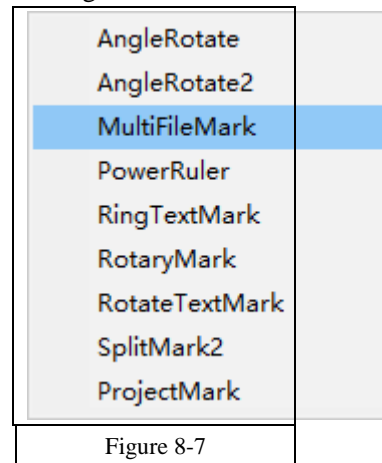 AngleRotate
AngleRotate2
MultiFileMark
PowerRuler
RingTextMark
RotaryMark
RotateTextMark
SplitMark2
ProjectMark
Figure 8-7